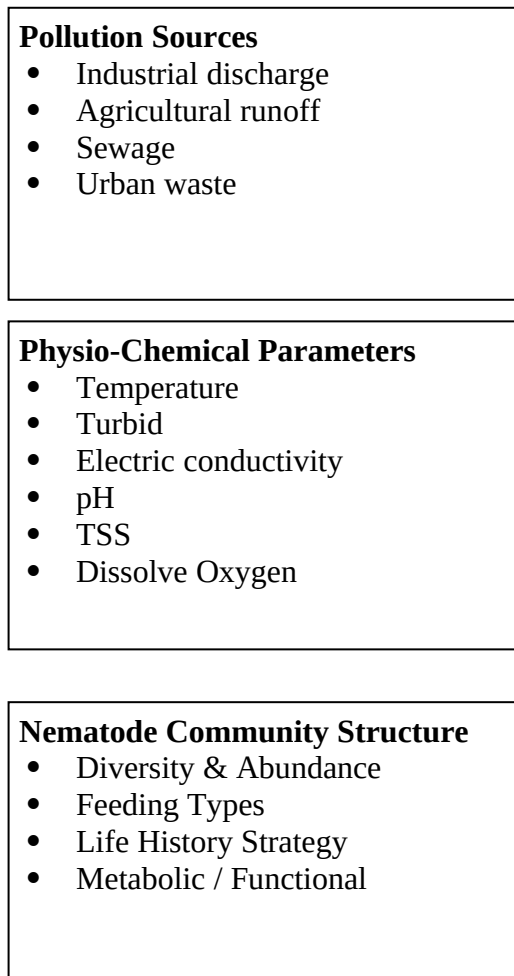 Pollution Sources
• Industrial discharge
• Agricultural runoff
• Sewage
• Urban waste
Physio-Chemical Parameters
• Temperature
• Turbid
• Electric conductivity
• pH
• TSS
• Dissolve Oxygen
Nematode Community Structure
• Diversity & Abundance
• Feeding Types
• Life History Strategy
• Metabolic / Functional